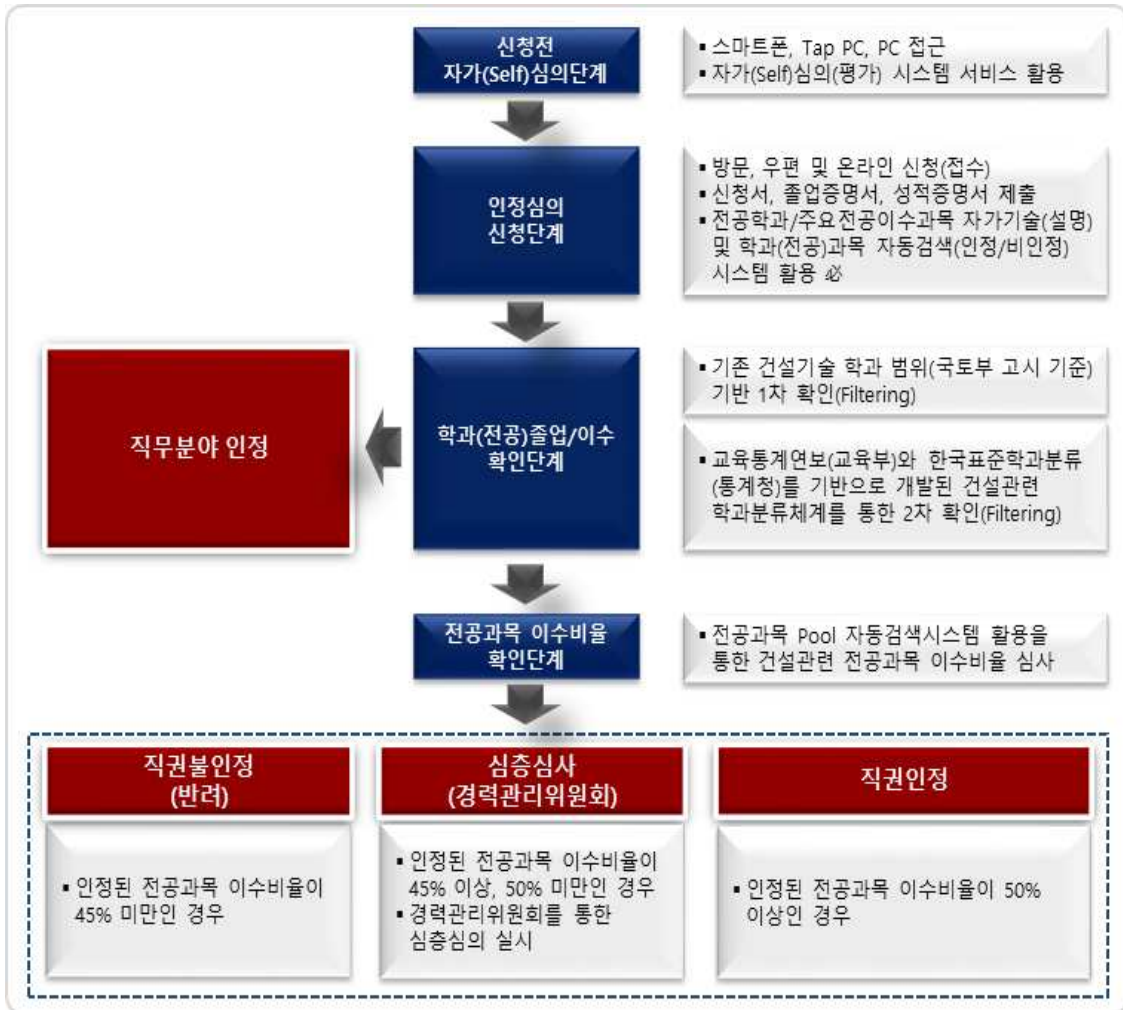 신청전
자가(Self)심의단계
▪ 스마트폰, Tap PC, PC 접근
▪ 자가(Self)심의(평가) 시스템 서비스 활용
인정심의
신청단계
▪ 방문, 우편 및 온라인 신청(접수)
▪ 신청서, 졸업증명서, 성적증명서 제출
▪ 전공학과/주요전공이수과목 자가기술(설명)
및 학과(전공)과목 자동검색(인정/비인정)
시스템 활용 必
직무분야 인정
학과(전공)졸업/이수
확인단계
▪ 기존 건설기술 학과 범위(국토부 고시 기준)
기반 1차 확인(Filtering)
▪ 교육통계연보(교육부)와 한국표준학과분류
(통계청)를 기반으로 개발된 건설관련
학과분류체계를 통한 2차 확인(Filtering)
전공과목 이수비율
확인단계
▪ 전공과목 Pool 자동검색시스템 활용을
통한 건설관련 전공과목 이수비율 심사
직권불인정
(반려)
▪ 인정된 전공과목 이수비율이
45% 미만인 경우
심층심사
(경력관리위원회)
▪ 인정된 전공과목 이수비율이
45% 이상, 50% 미만인 경우
▪ 경력관리위원회를 통한
심층심의 실시
직권인정
▪ 인정된 전공과목 이수비율이 50%
이상인 경우